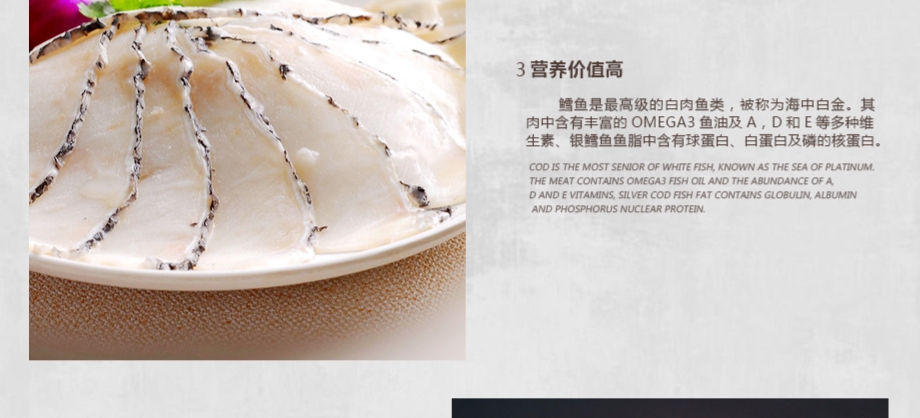 3 营养价值高
鳕鱼是最高级的白肉鱼类，被称为海中白金。其
肉中含有丰富的 OMEGA3 鱼油及 A，D 和 E 等多种维
生素、银鳕鱼鱼脂中含有球蛋白、白蛋白及磷的核蛋白。
COD IS THE MOST SENIOR OF WHITE FISH, KNOWN AS THE SEA OF PLATINUM.
THE MEAT CONTAINS OMEGA3 FISH OIL AND THE ABUNDANCE OF A,
D AND E VITAMINS, SILVER COD FISH FAT CONTAINS GLOBULIN, ALBUMIN
AND PHOSPHORUS NUCLEAR PROTEIN.